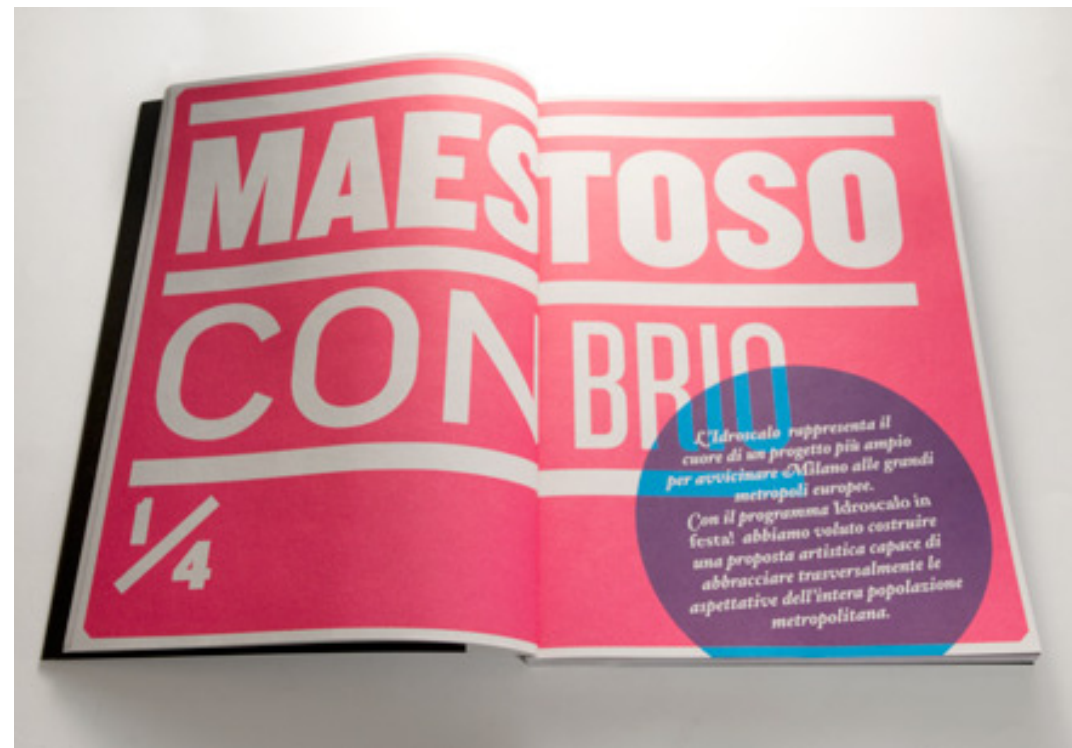 MAESTOSO
CON BRIO
1/4
L'Idroscalo rappresenta il
cuore di un progetto più ampio
per avvicinare Milano alle grandi
metropoli europee.
Con il programma Idroscalo in
festa! abbiamo voluto costruire
una proposta artistica capace di
abbracciare trasversalmente le
aspettative dell'intera popolazione
metropolitana.